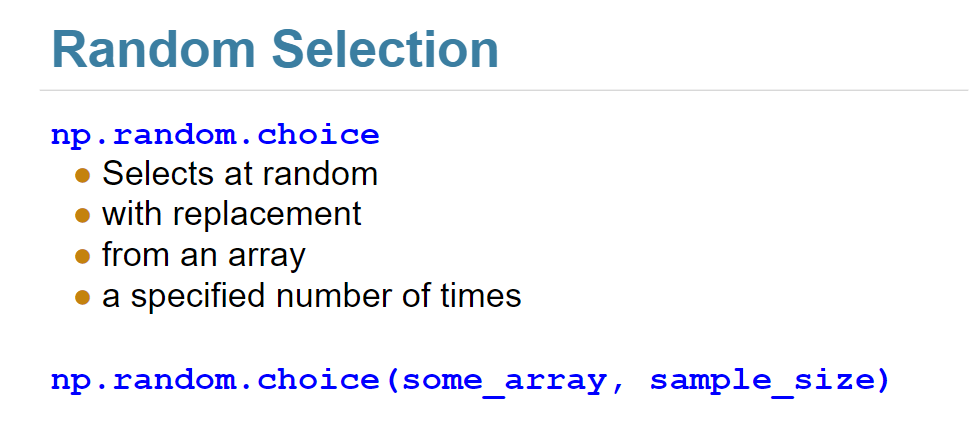 Random Selection
np.random.choice
● Selects at random
● with replacement
● from an array
● a specified number of times
np.random.choice(some_array, sample_size)